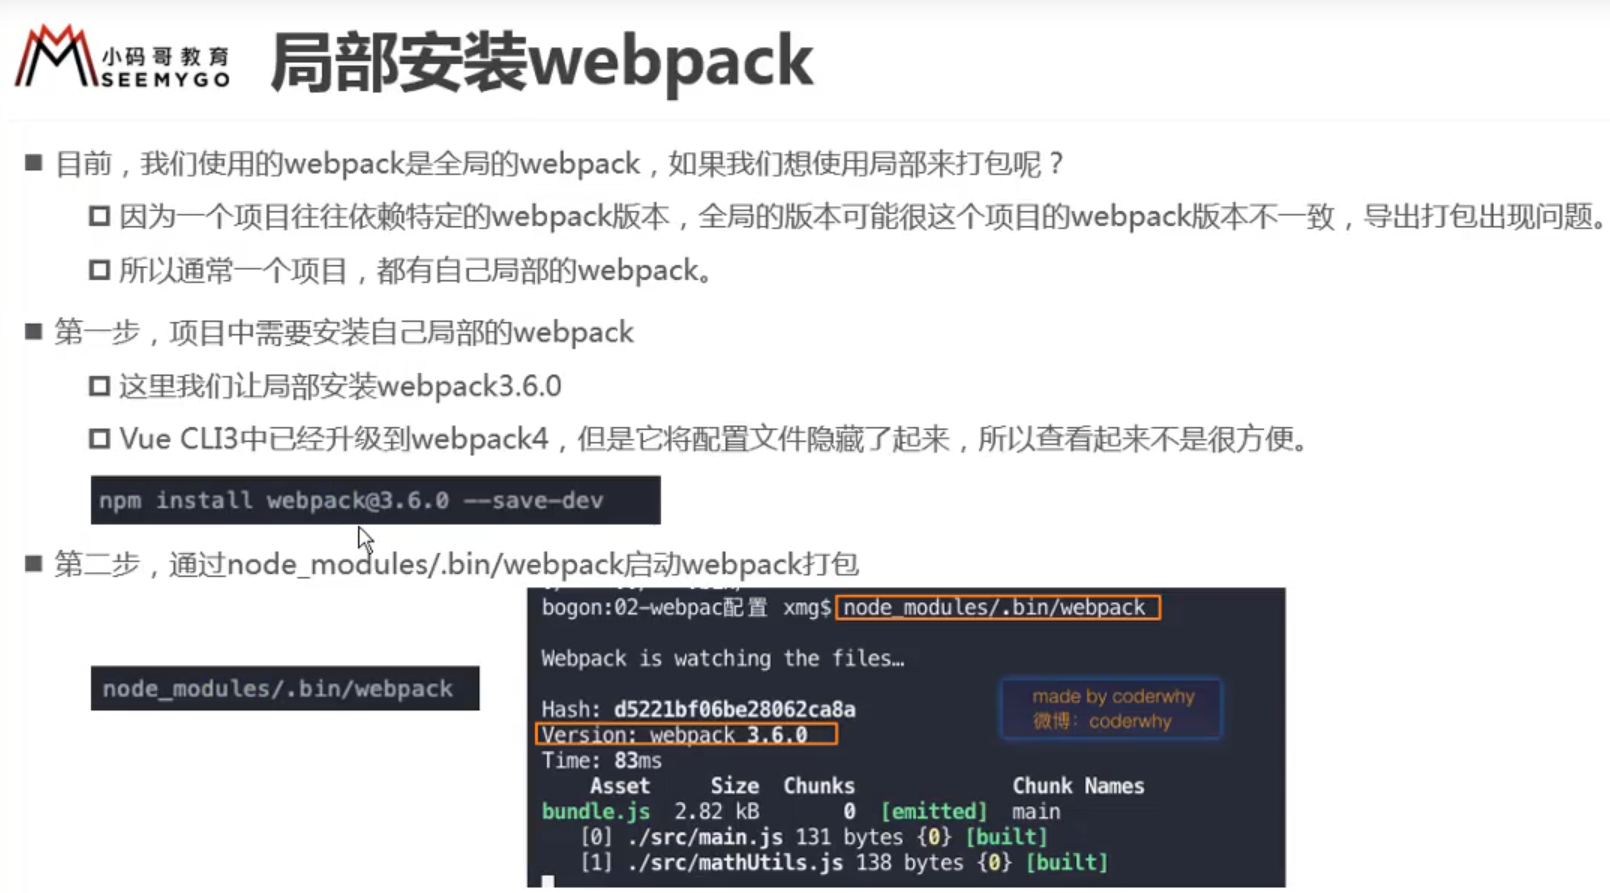 小码哥教育
SEEMYGO
局部安装webpack
目前，我们使用的webpack是全局的webpack，如果我们想使用局部来打包呢？
因为一个项目往往依赖特定的webpack版本，全局的版本可能很这个项目的webpack版本不一致，导出打包出现问题。
所以通常一个项目，都有自己局部的webpack。
第一步，项目中需要安装自己局部的webpack
这里我们让局部安装webpack3.6.0
Vue CLI3中已经升级到webpack4，但是它将配置文件隐藏了起来，所以查看起来不是很方便。
npm install webpack@3.6.0 --save-dev
第二步，通过node_modules/.bin/webpack启动webpack打包
node_modules/.bin/webpack
bogon:02-webpac配置 xmg$ node_modules/.bin/webpack
Webpack is watching the files…
Hash: d5221bf06be28062ca8a
Version: webpack 3.6.0
Time: 83ms
Asset Size Chunks Chunk Names
bundle.js 2.82 kB 0 [emitted] main
[0] ./src/main.js 131 bytes {0} [built]
[1] ./src/mathUtils.js 138 bytes {0} [built]
made by coderwhy
微博：coderwhy